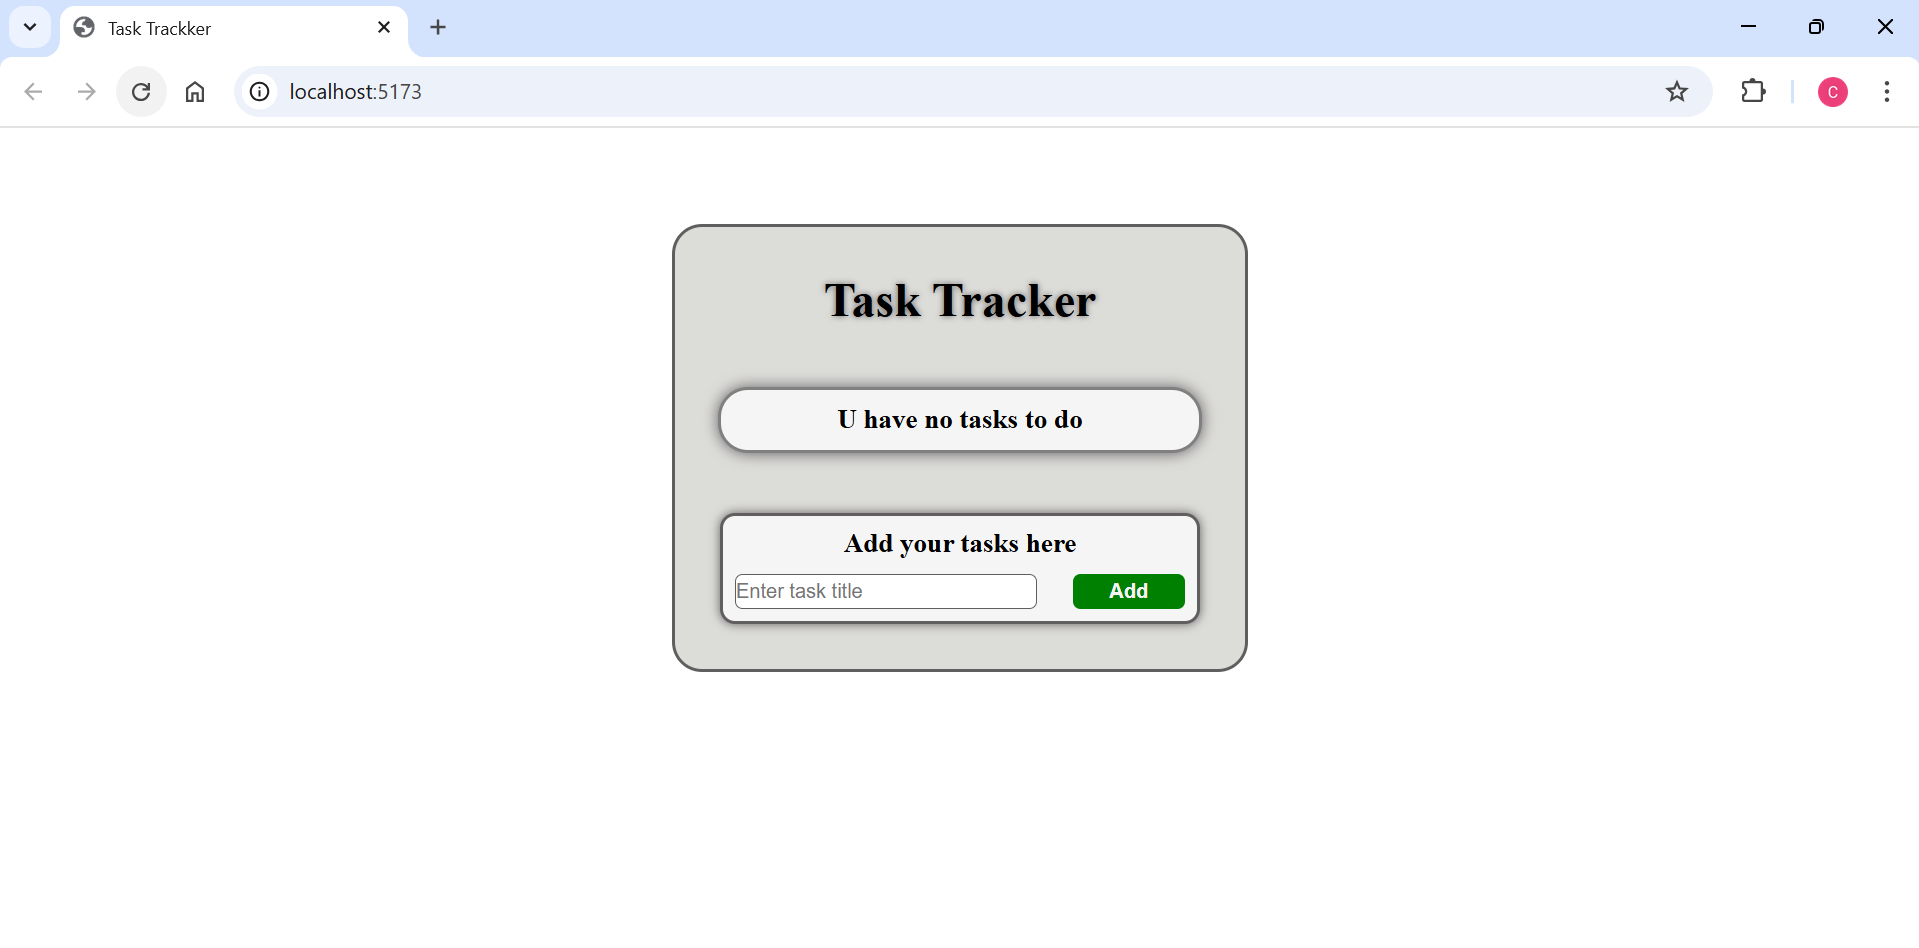 Task Trackker
localhost:5173
C
Task Tracker
U have no tasks to do
Add your tasks here
Enter task title
Add